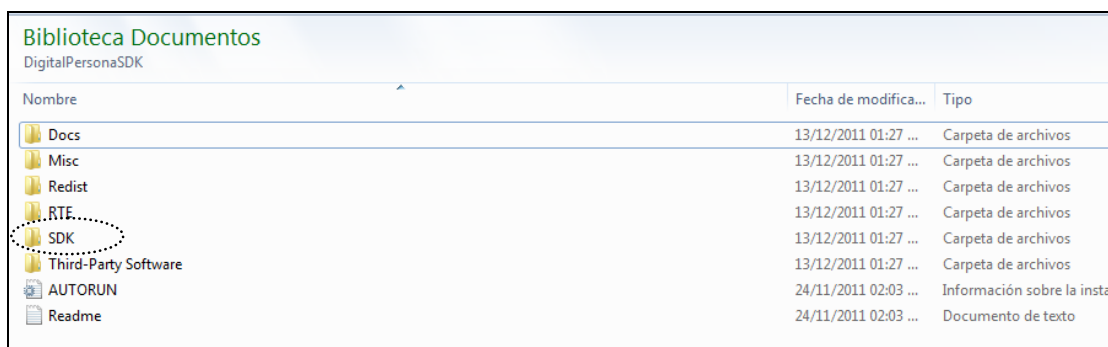 Biblioteca Documentos
DigitalPersonaSDK
Nombre Fecha de modifica... Tipo
Docs 13/12/2011 01:27 ... Carpeta de archivos
Misc 13/12/2011 01:27 ... Carpeta de archivos
Redist 13/12/2011 01:27 ... Carpeta de archivos
RTE 13/12/2011 01:27 ... Carpeta de archivos
SDK 13/12/2011 01:27 ... Carpeta de archivos
Third-Party Software 13/12/2011 01:27 ... Carpeta de archivos
AUTORUN 24/11/2011 02:03 ... Información sobre la insta
Readme 24/11/2011 02:03 ... Documento de texto